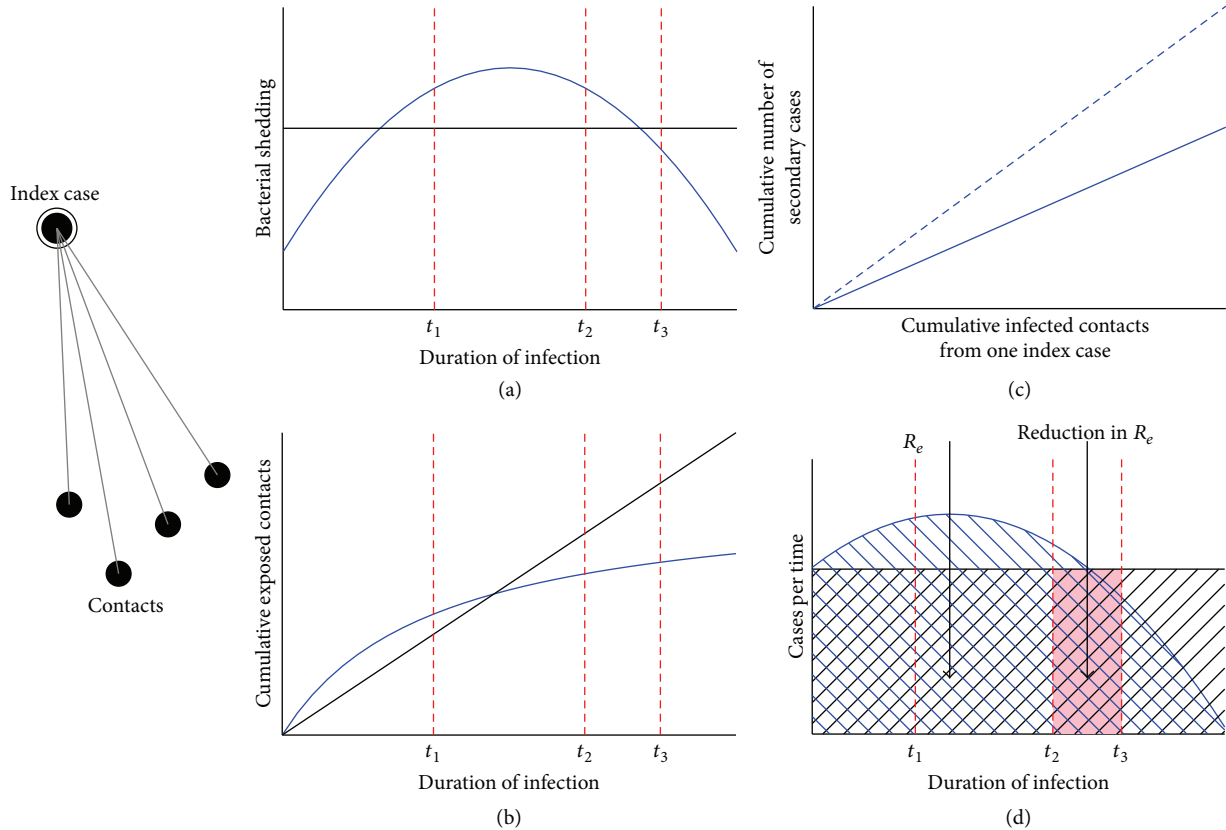 Index case
Contacts
Bacterial shedding
t1
t2
t3
Duration of infection
(a)
Cumulative exposed contacts
t1
t2
t3
Duration of infection
(b)
Cumulative number of
secondary cases
Cumulative infected contacts
from one index case
(c)
Re
Reduction in Re
Cases per time
t1
t2
t3
Duration of infection
(d)